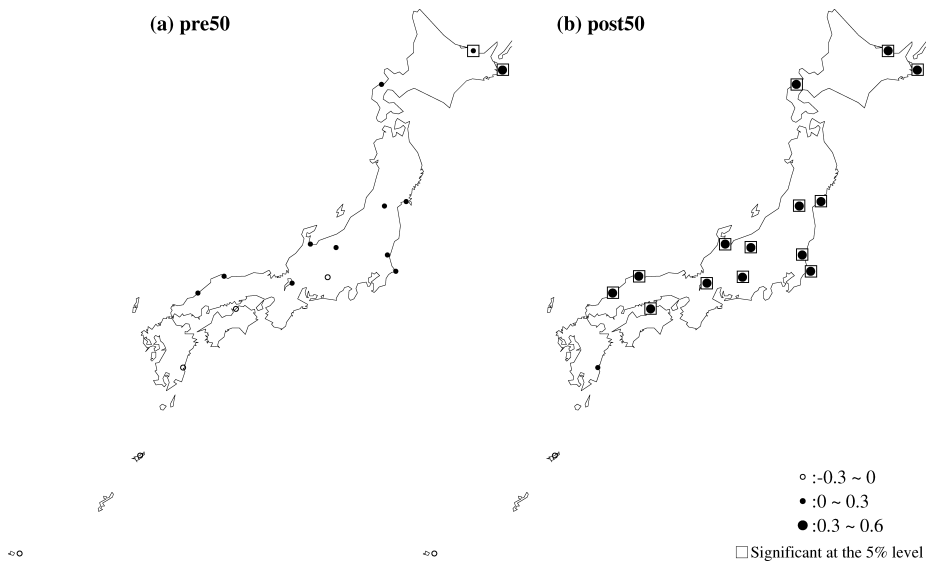 (a) pre50
(b) post50
:-0.3 ~ 0
:0 ~ 0.3
:0.3 ~ 0.6
Significant at the 5% level